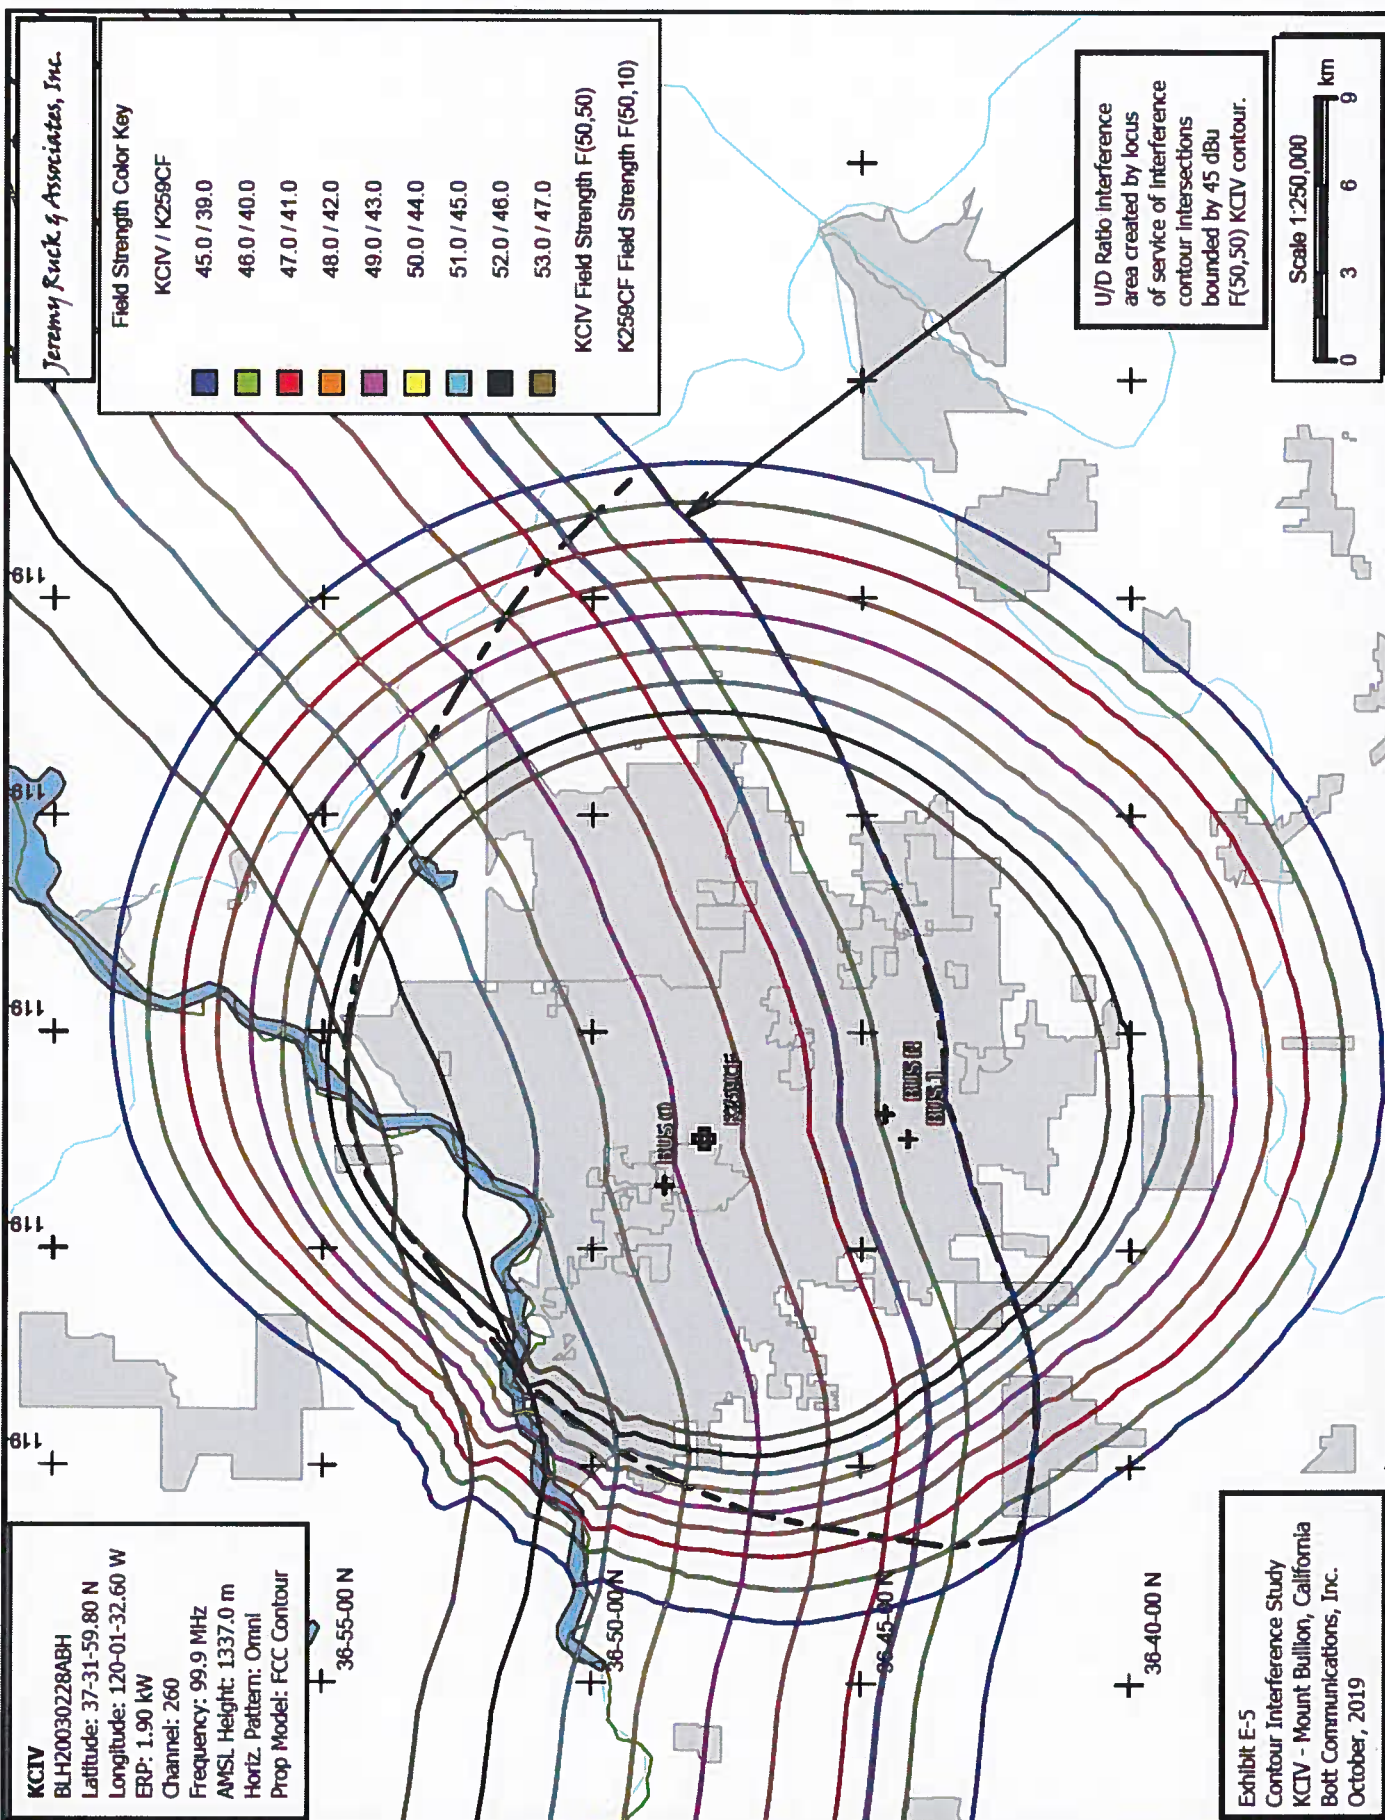 KCIV
BLH20030228ABH
Latitude: 37-31-59.80 N
Longitude: 120-01-32.60 W
ERP: 1.90 kW
Channel: 260
Frequency: 99.9 MHz
AMSL Height: 1337.0 m
Horiz. Pattern: Omni
Prop Model: FCC Contour
Jeremy Ruck & Associates, Inc.
Field Strength Color Key
KCIV / K259CF
45.0 / 39.0
46.0 / 40.0
47.0 / 41.0
48.0 / 42.0
49.0 / 43.0
50.0 / 44.0
51.0 / 45.0
52.0 / 46.0
53.0 / 47.0
KCIV Field Strength F(50,50)
K259CF Field Strength F(50,10)
119
119
119
119
119
36-55-00 N
36-50-00 N
36-45-00 N
36-40-00 N
K259CF
BUS 1
U/D Ratio Interference
area created by locus
of service of interference
contour intersections
bounded by 45 dBu
F(50,50) KCIV contour.
Exhibit E-5
Contour Interference Study
KCIV - Mount Bullion, California
Bott Communications, Inc.
October, 2019
Scale 1:250,000
0 3 6 9 km